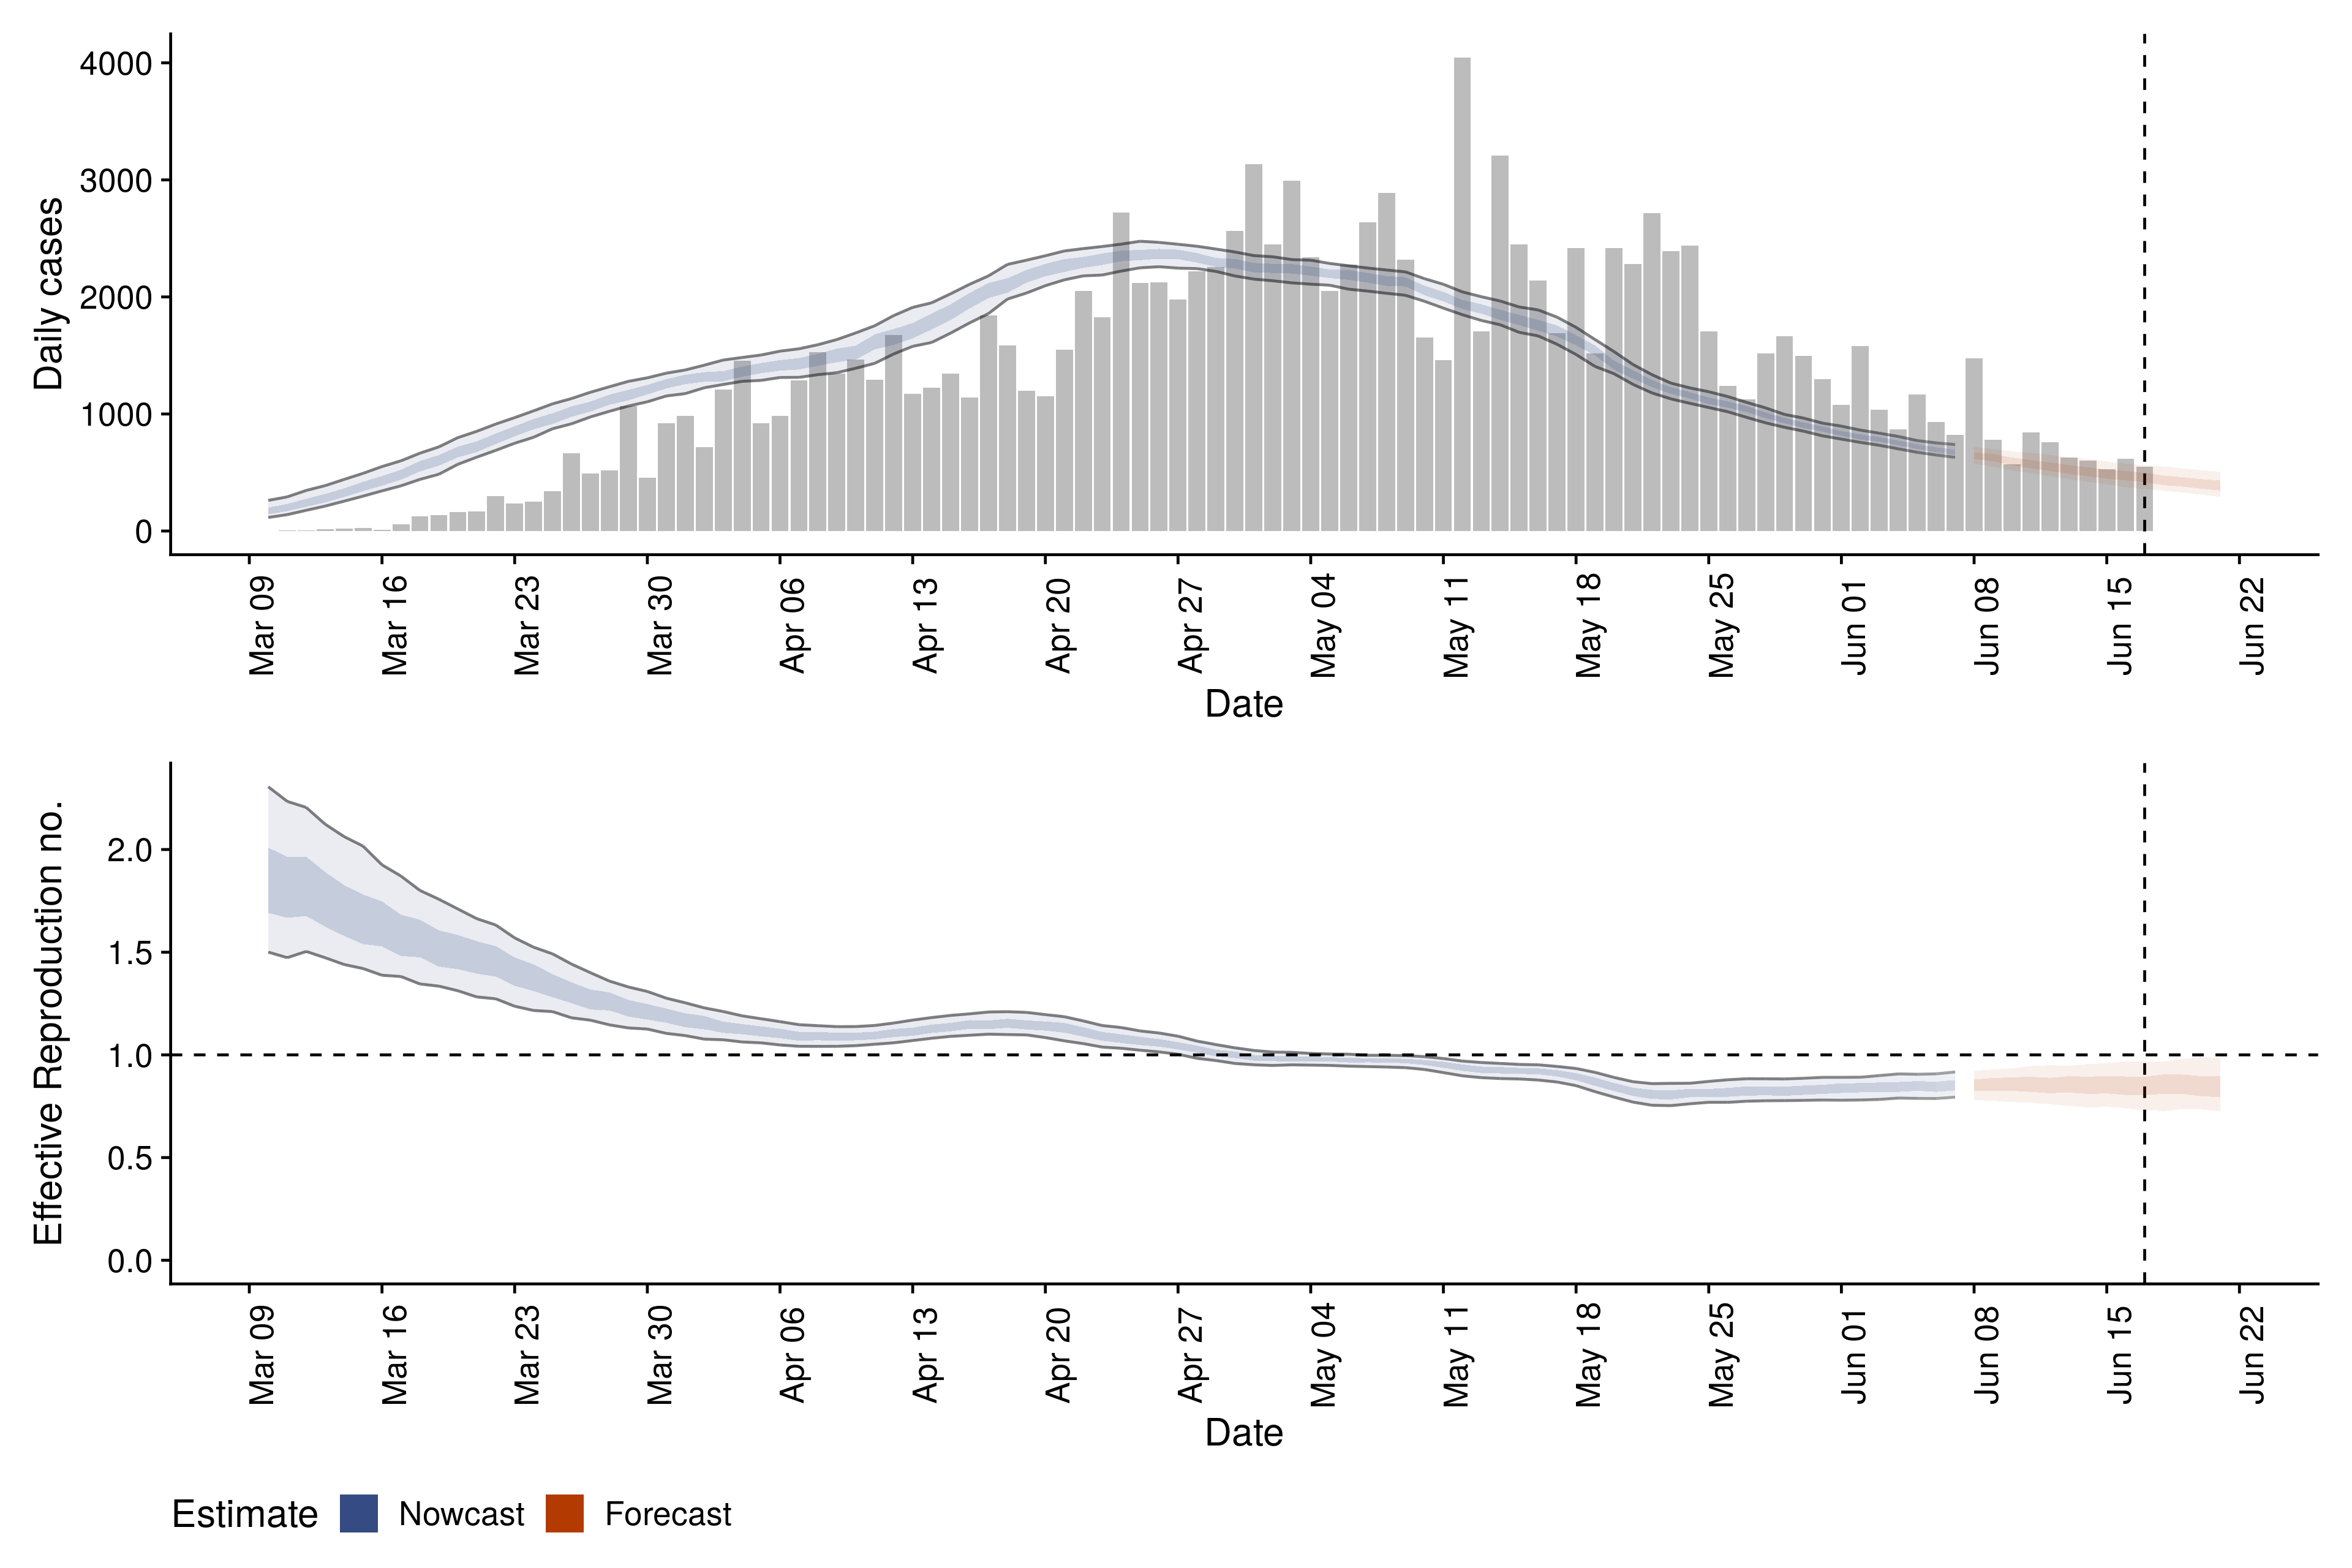 Daily cases
4000
3000
2000
1000
0
Mar 09
Mar 16
Mar 23
Mar 30
Apr 06
Apr 13
Apr 20
Apr 27
May 04
May 11
May 18
May 25
Jun 01
Jun 08
Jun 15
Jun 22
Date
Effective Reproduction no.
2.0
1.5
1.0
0.5
0.0
Mar 09
Mar 16
Mar 23
Mar 30
Apr 06
Apr 13
Apr 20
Apr 27
May 04
May 11
May 18
May 25
Jun 01
Jun 08
Jun 15
Jun 22
Date
Estimate Nowcast Forecast